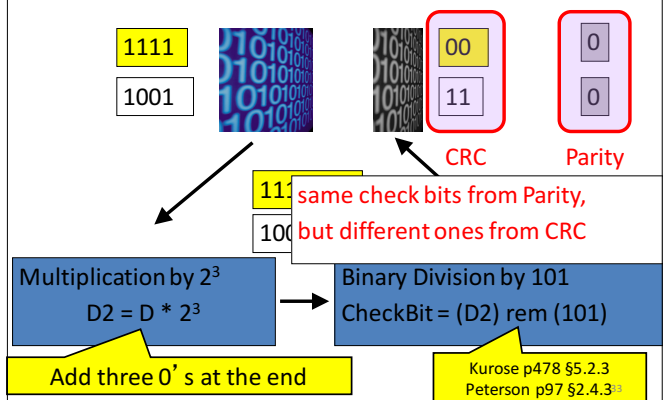 1111
00
0
1001
11
0
CRC
Parity
111
same check bits from Parity,
100
but different ones from CRC
Multiplication by 2³
D2 = D * 2³
Binary Division by 101
CheckBit = (D2) rem (101)
Add three 0's at the end
Kurose p478 §5.2.3
Peterson p97 §2.4.3
33